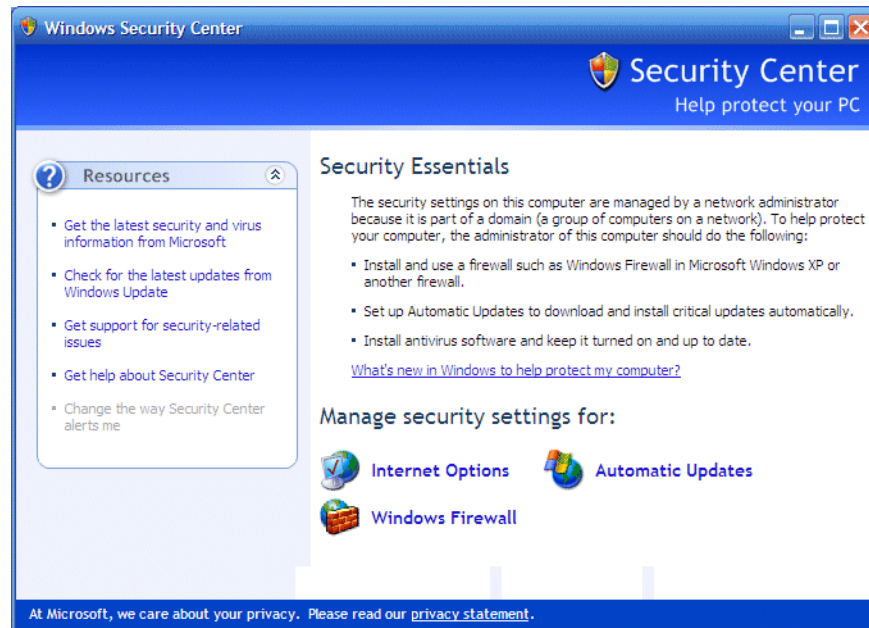 Windows Security Center
Security Center
Help protect your PC
Resources
Get the latest security and virus
information from Microsoft
Check for the latest updates from
Windows Update
Get support for security-related
issues
Get help about Security Center
Change the way Security Center
alerts me
Security Essentials
The security settings on this computer are managed by a network administrator
because it is part of a domain (a group of computers on a network). To help protect
your computer, the administrator of this computer should do the following:
Install and use a firewall such as Windows Firewall in Microsoft Windows XP or
another firewall.
Set up Automatic Updates to download and install critical updates automatically.
Install antivirus software and keep it turned on and up to date.
What's new in Windows to help protect my computer?
Manage security settings for:
Internet Options
Automatic Updates
Windows Firewall
At Microsoft, we care about your privacy. Please read our privacy statement.